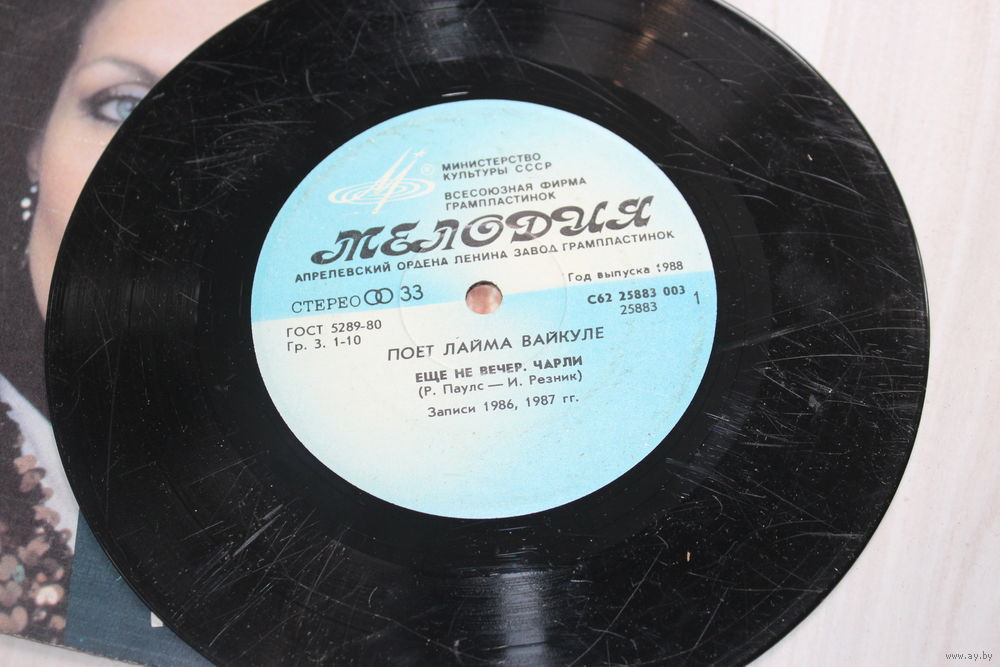 ®
МИНИСТЕРСТВО
КУЛЬТУРЫ СССР
ВСЕСОЮЗНАЯ ФИРМА
ГРАМПЛАСТИНОК
МЕЛОДИЯ
АПРЕЛЕВСКИЙ ОРДЕНА ЛЕНИНА ЗАВОД ГРАМПЛАСТИНОК
СТЕРЕО 33
Год выпуска 1988
ГОСТ 5289-80
Гр. 3. 1-10
С62 25883 003
25883
1
ПОЕТ ЛАЙМА ВАЙКУЛЕ
ЕЩЕ НЕ ВЕЧЕР. ЧАРЛИ
(Р. Паулс — И. Резник)
Записи 1986, 1987 гг.
www.ay.by